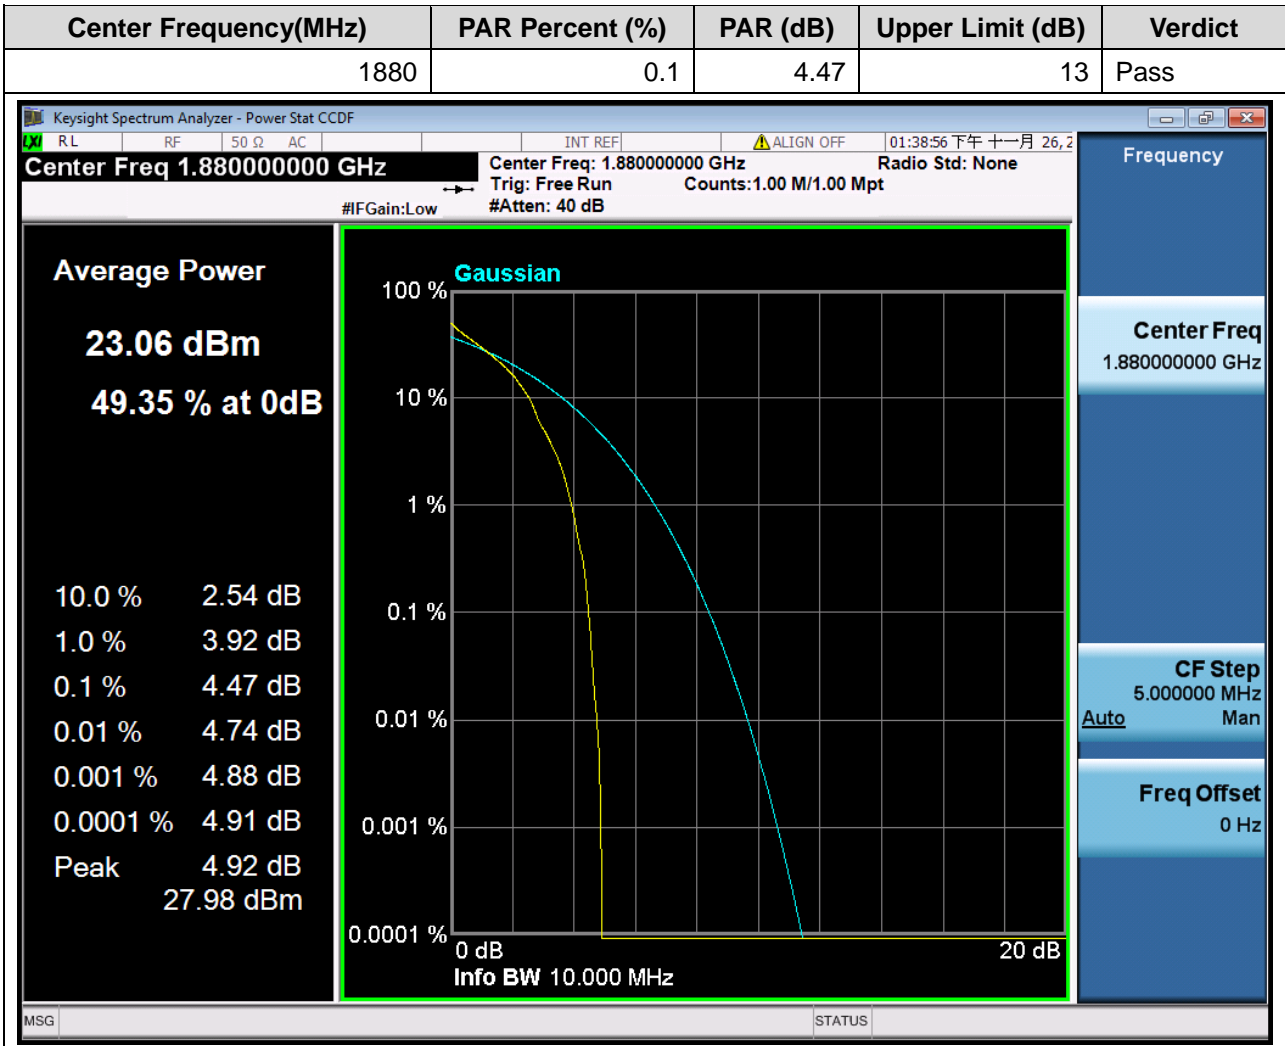 Center Frequency(MHz) PAR Percent (%) PAR (dB) Upper Limit (dB) Verdict
1880 0.1 4.47 13 Pass
Keysight Spectrum Analyzer - Power Stat CCDF
LXI RL RF 50 Ω AC INT REF ALIGN OFF 01:38:56 下午 十一月 26, 2
Center Freq 1.880000000 GHz
Center Freq: 1.880000000 GHz Radio Std: None
Trig: Free Run Counts:1.00 M/1.00 Mpt
#IFGain:Low #Atten: 40 dB
Average Power
23.06 dBm
49.35 % at 0dB
10.0 % 2.54 dB
1.0 % 3.92 dB
0.1 % 4.47 dB
0.01 % 4.74 dB
0.001 % 4.88 dB
0.0001 % 4.91 dB
Peak 4.92 dB
27.98 dBm
Gaussian
100 %
10 %
1 %
0.1 %
0.01 %
0.001 %
0.0001 %
0 dB 20 dB
Info BW 10.000 MHz
Frequency
Center Freq
1.880000000 GHz
CF Step
5.000000 MHz
Auto Man
Freq Offset
0 Hz
MSG STATUS